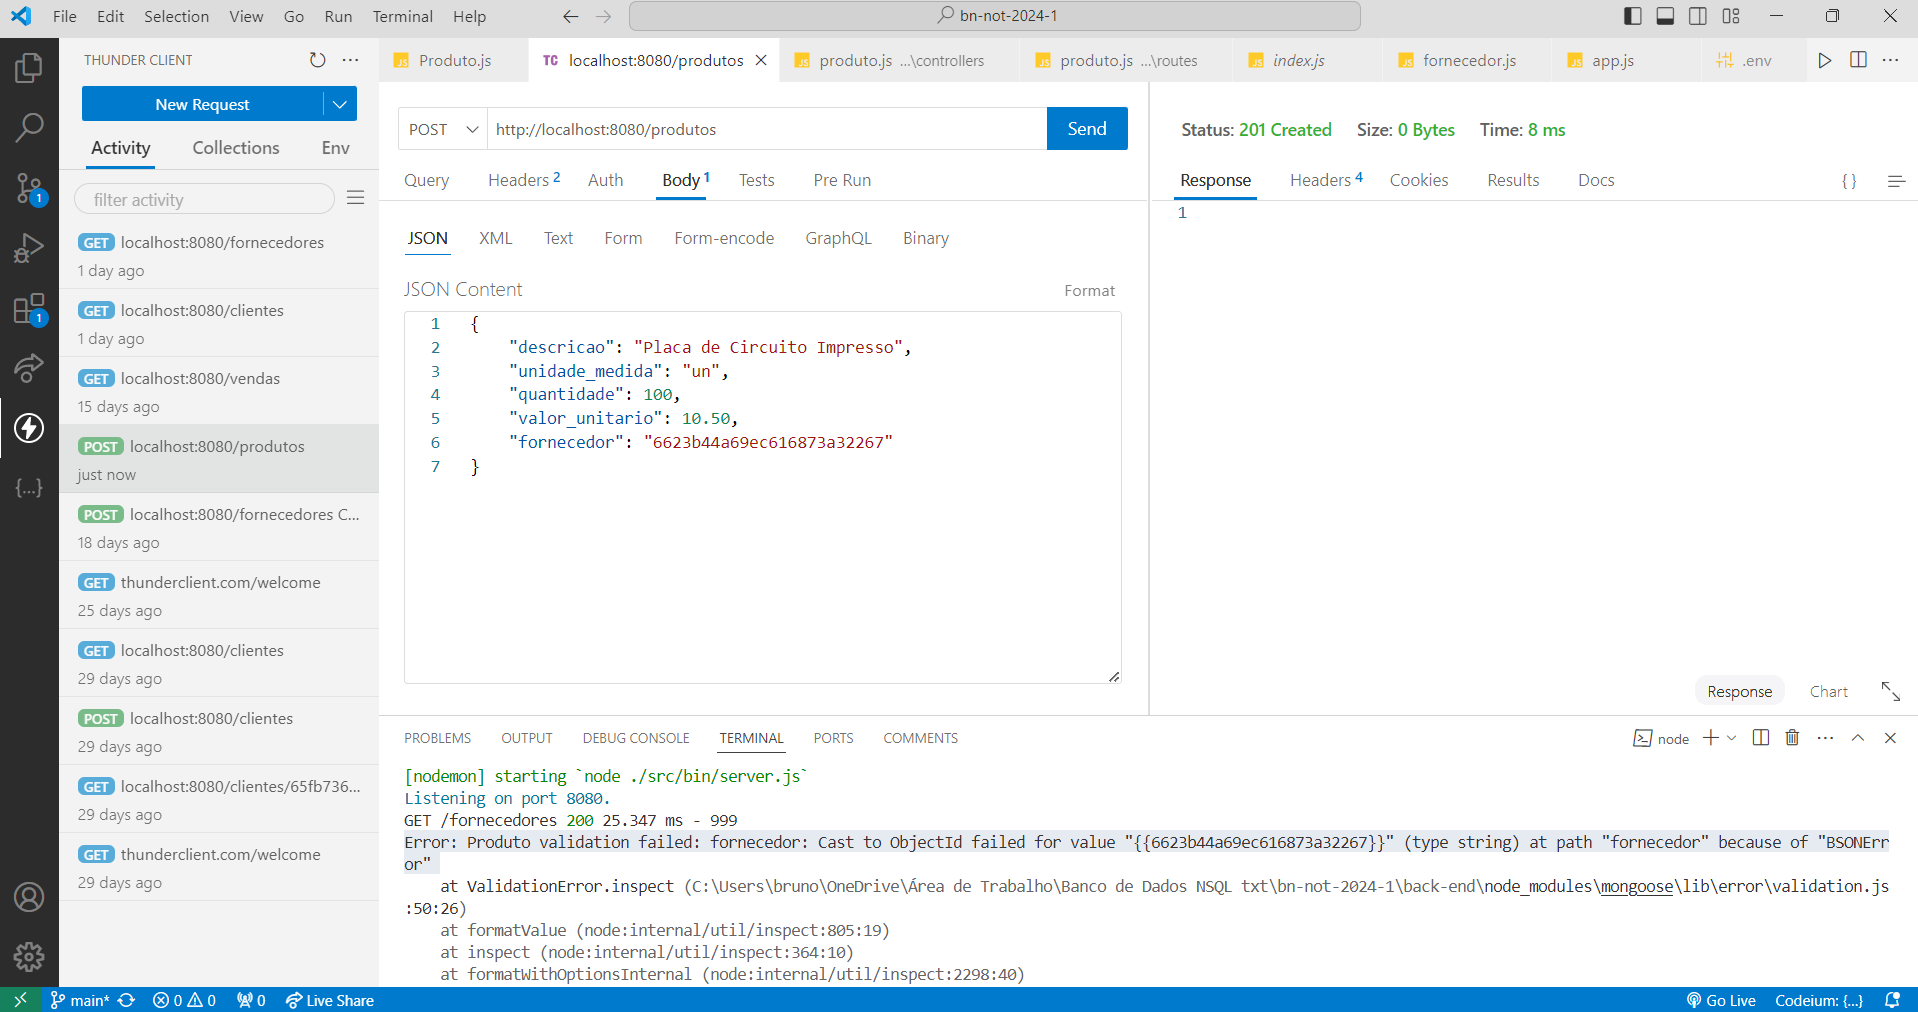 File Edit Selection View Go Run Terminal Help
bn-not-2024-1
THUNDER CLIENT
New Request
Activity Collections Env
filter activity
GET localhost:8080/fornecedores
1 day ago
GET localhost:8080/clientes
1 day ago
GET localhost:8080/vendas
15 days ago
POST localhost:8080/produtos
just now
POST localhost:8080/fornecedores C...
18 days ago
GET thunderclient.com/welcome
25 days ago
GET localhost:8080/clientes
29 days ago
POST localhost:8080/clientes
29 days ago
GET localhost:8080/clientes/65fb736...
29 days ago
GET thunderclient.com/welcome
29 days ago
1
1
{...}
JS Produto.js
TC localhost:8080/produtos
JS produto.js ...\controllers
JS produto.js ...\routes
JS index.js
JS fornecedor.js
JS app.js
.env
POST http://localhost:8080/produtos Send
Query Headers 2 Auth Body 1 Tests Pre Run
JSON XML Text Form Form-encode GraphQL Binary
JSON Content Format
1 {
2 "descricao": "Placa de Circuito Impresso",
3 "unidade_medida": "un",
4 "quantidade": 100,
5 "valor_unitario": 10.50,
6 "fornecedor": "6623b44a69ec616873a32267"
7 }
Status: 201 Created Size: 0 Bytes Time: 8 ms
Response Headers 4 Cookies Results Docs { }
1
Response Chart
PROBLEMS OUTPUT DEBUG CONSOLE TERMINAL PORTS COMMENTS
node
[nodemon] starting `node ./src/bin/server.js`
Listening on port 8080.
GET /fornecedores 200 25.347 ms - 999
Error: Produto validation failed: fornecedor: Cast to ObjectId failed for value "{{6623b44a69ec616873a32267}}" (type string) at path "fornecedor" because of "BSONErr
or"
at ValidationError.inspect (C:\Users\bruno\OneDrive\Área de Trabalho\Banco de Dados NSQL txt\bn-not-2024-1\back-end\node_modules\mongoose\lib\error\validation.js
:50:26)
at formatValue (node:internal/util/inspect:805:19)
at inspect (node:internal/util/inspect:364:10)
at formatWithOptionsInternal (node:internal/util/inspect:2298:40)
main* 0 0 0 Live Share Go Live Codeium: {...}